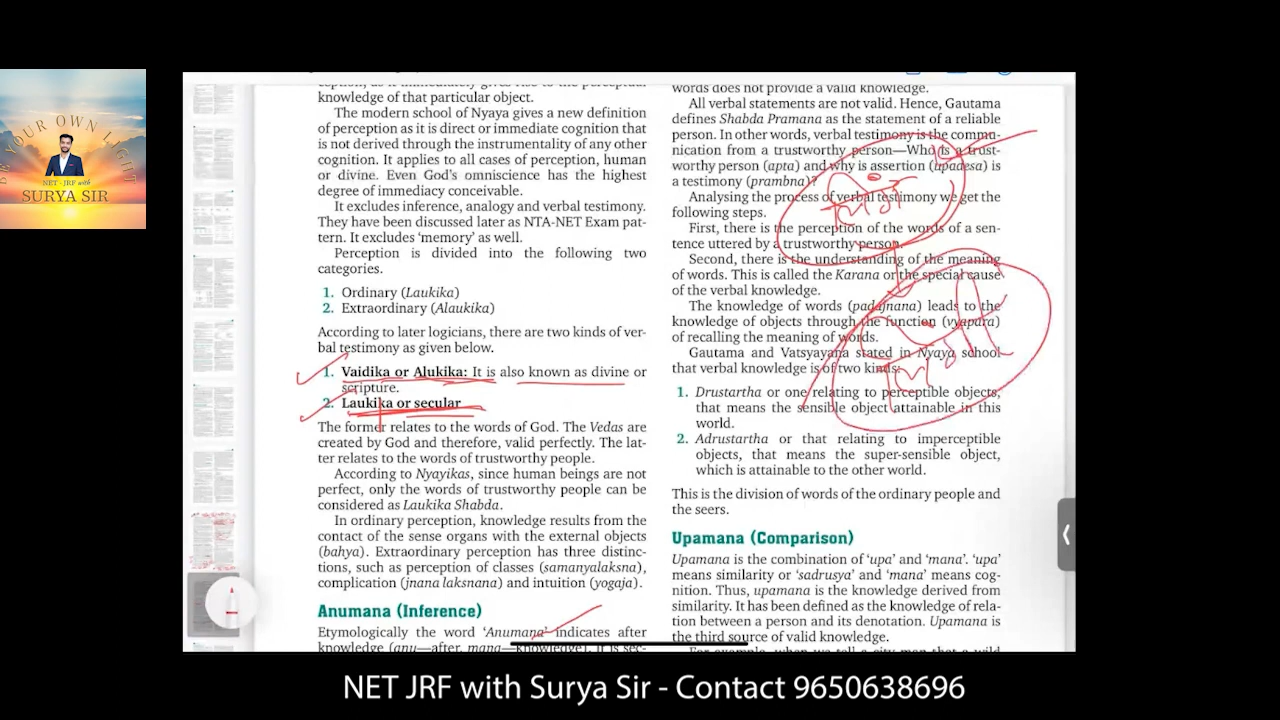 YOUR OWN
NET - JRF with
SURYA SIR
knowledge of that particular object.
The modern school of Nyaya gives a new definition
of perception as it is direct or immediate cognition has
not derived through the instrumentality of any other
cognition. It applies to all cases of perception, human
or divine. Even God's omniscience has the highest
degree of immediacy conceivable.
It excludes inference, analogy and verbal testimony.
They have been discussed as NTA-NET Exam pat-
tern. It excludes 'memory' as well.
Perception is divided into the following two
categories.
1. Ordinary (Laukika)
2. Extraordinary (Alaukika)
According later logicians, there are two kinds of ver-
bal testimony as given below.
1. Vaidika or Alukika: It is also known as divine or
scripture.
2. Laukika or secular
The former relates to the words of God. The Vedas are
created by God and therefore, valid perfectly. The lat-
ter relates to the words of trustworthy people.
According to Nyaya, since human beings are not
perfect, only the words of trustworthy people can be
considered as Laukika Sabda.
In ordinary perception, knowledge results from the
contact of a sense organ with the external objects
(bahya). Extraordinary perception has three distinc-
tions, such as perception of classes (samanyalaksna),
complication (jnana laksnana) and intuition (yogaja).
Anumana (Inference)
Etymologically the word 'Anumana' indicates after
knowledge (anu—after, mana—knowledge). It is sec-
words does not provide a valid knowledge.
All verbal statements are not valid. Hence, Gautama
defines Shabda Pramana as the statement of a reliable
person. In other words, verbal testimony is the commu-
nication from a trustworthy person—Who is a trust-
worthy person (apta) and why is assertion (upadesa) is
a testimony (prambna)?
Analysing the process of verbal testimony we get the
following steps.
First, there is the perception of the words of a sen-
tence uttered by a trustworthy person.
Second, there is the understanding of the meaning
of words. This is called the Karana or the special cause
of the verbal knowledge.
The knowledge of words (padajnana) leads to the
knowledge of objects through the function (vyapara)
of recalling the meaning of words.
Gautam and Vatsyayana stated in Nyaya school
that verbal knowledge is of two kinds:
1. Drustartha or one relating to perceptible objects,
that means the sensible object attainable in this
world.
2. Adrustartha or that relating to imperceptible
objects, that means the super-sensible object,
which is attainable to the other world.
This is the division of words of the ordinary people and
the seers.
Upamana (Comparison)
Upamana is the combination of 'upa' and 'mana'. 'upa'
means similarity or 'sadrusya' and 'mana' means cog-
nition. Thus, upamana is the knowledge derived from
similarity. It has been defined as the knowledge of rela-
tion between a person and its denotation. Upamana is
the third source of valid knowledge.
For example, when we tell a city man that a wild
NET JRF with Surya Sir - Contact 9650638696